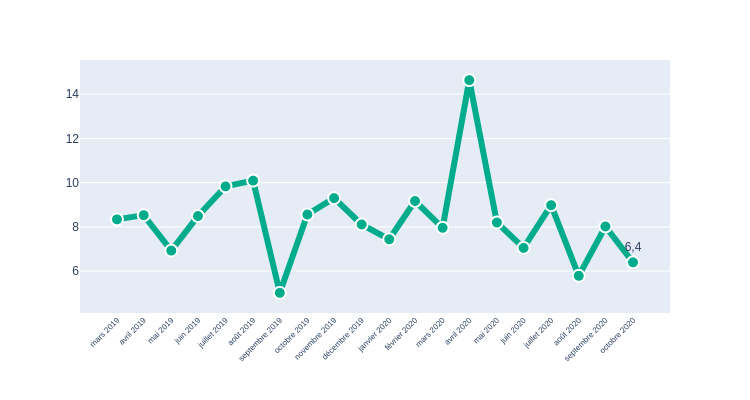 14
12
10
8
6
6,4
mars 2019
avril 2019
mai 2019
juin 2019
juillet 2019
août 2019
septembre 2019
octobre 2019
novembre 2019
décembre 2019
janvier 2020
février 2020
mars 2020
avril 2020
mai 2020
juin 2020
juillet 2020
août 2020
septembre 2020
octobre 2020